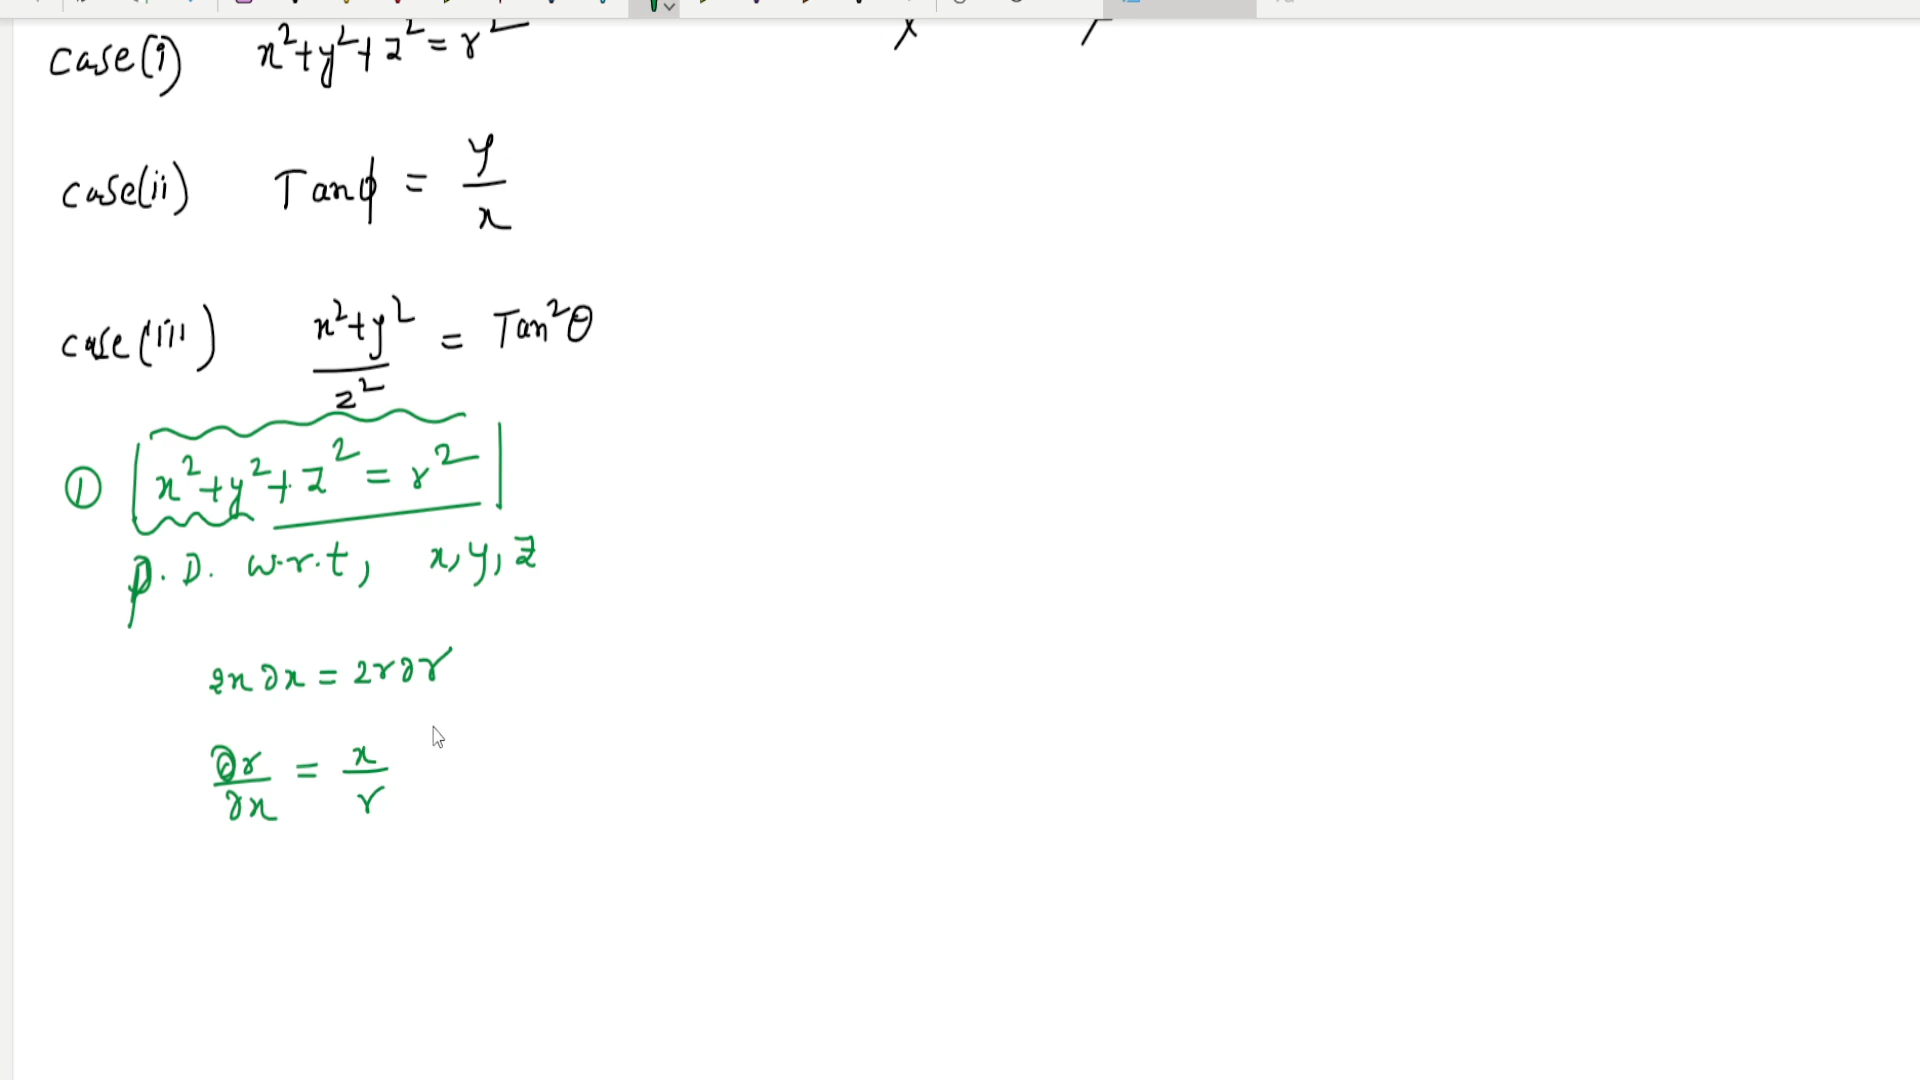 case(i) x²+y²+z²=r²
case(ii) Tanϕ = y/x
case(iii) x²+y²/z² = Tan²θ
① x²+y²+z²=r²
P.D. w.r.t, x,y,z
2x∂x = 2r∂r
∂r/∂x = x/r